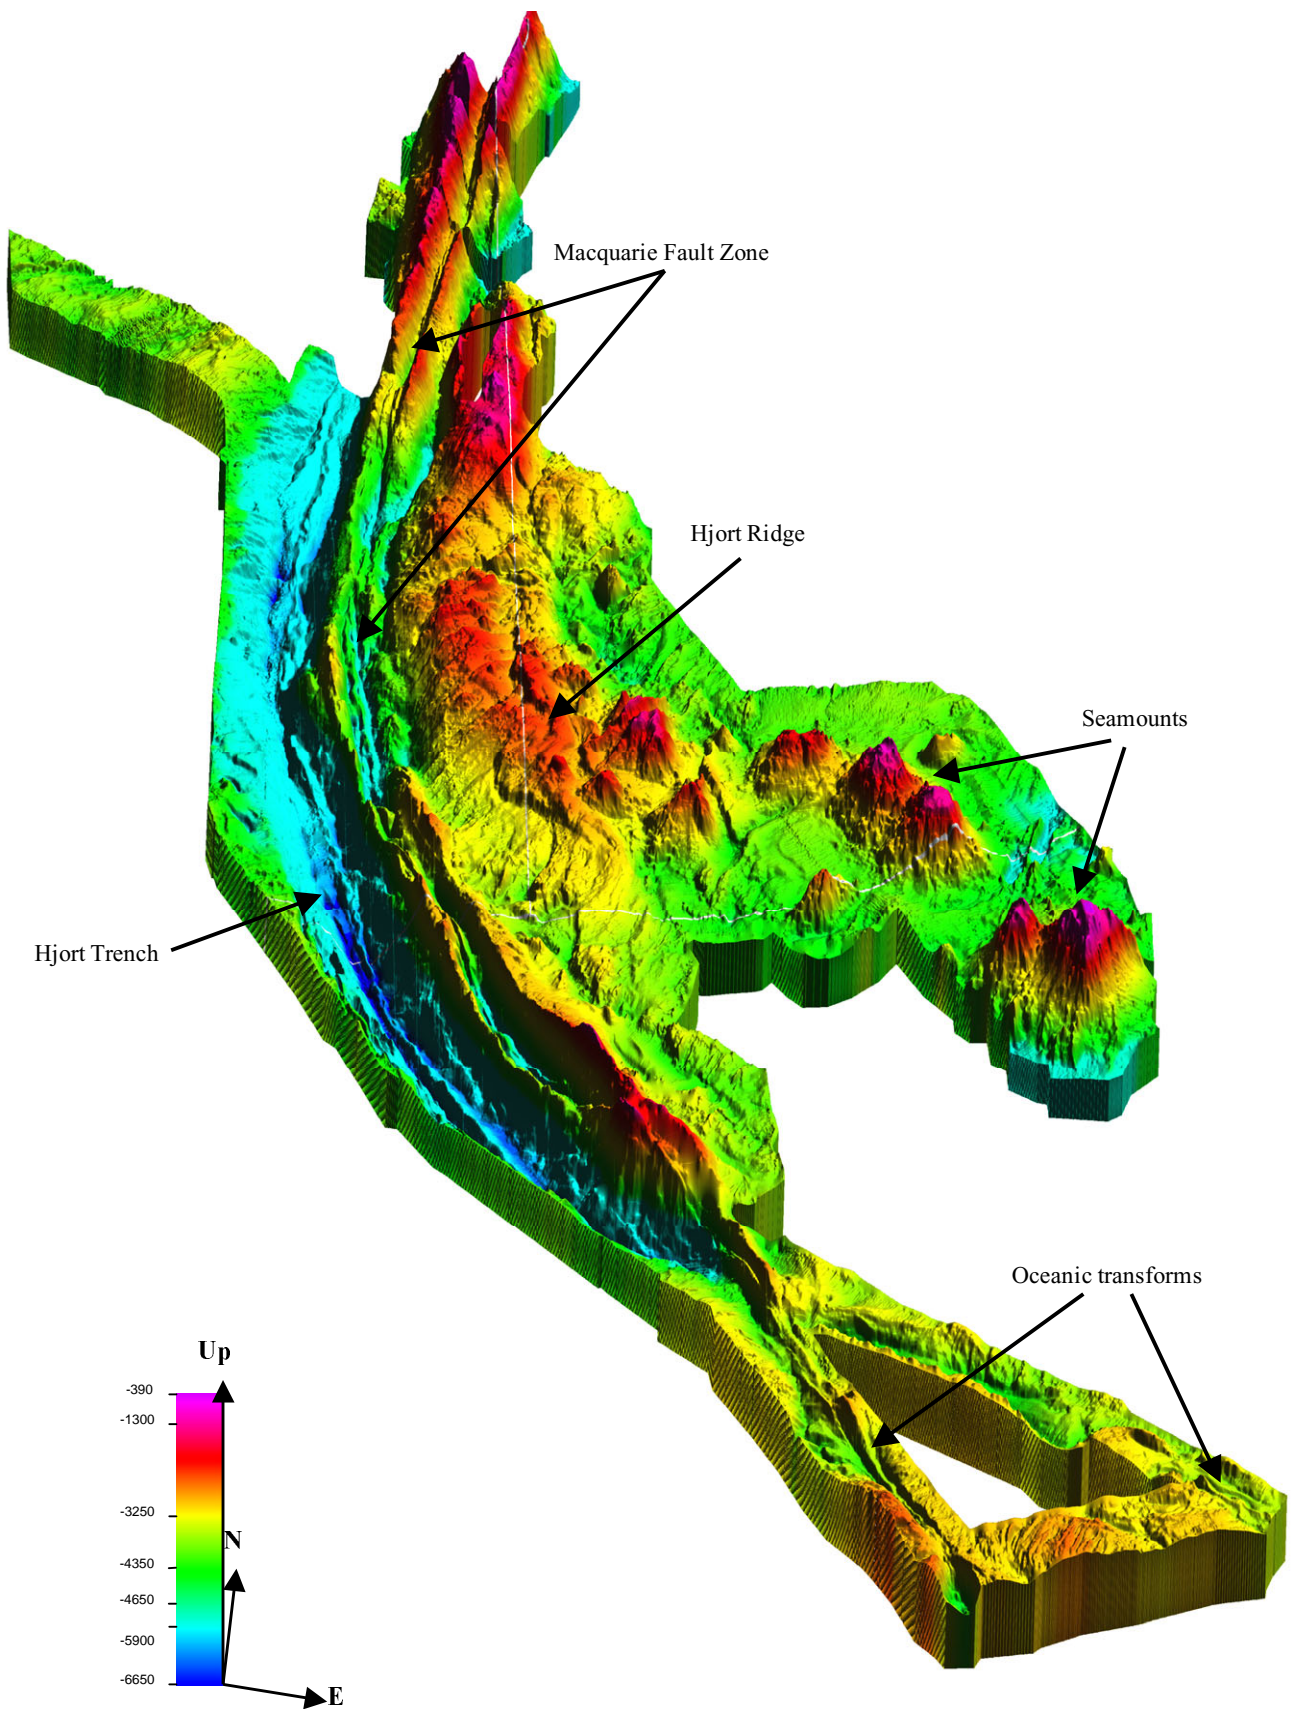 Macquarie Fault Zone
Hjort Ridge
Seamounts
Hjort Trench
Oceanic transforms
Up
-390
-1300
-3250
N
-4350
-4650
-5900
-6650
E